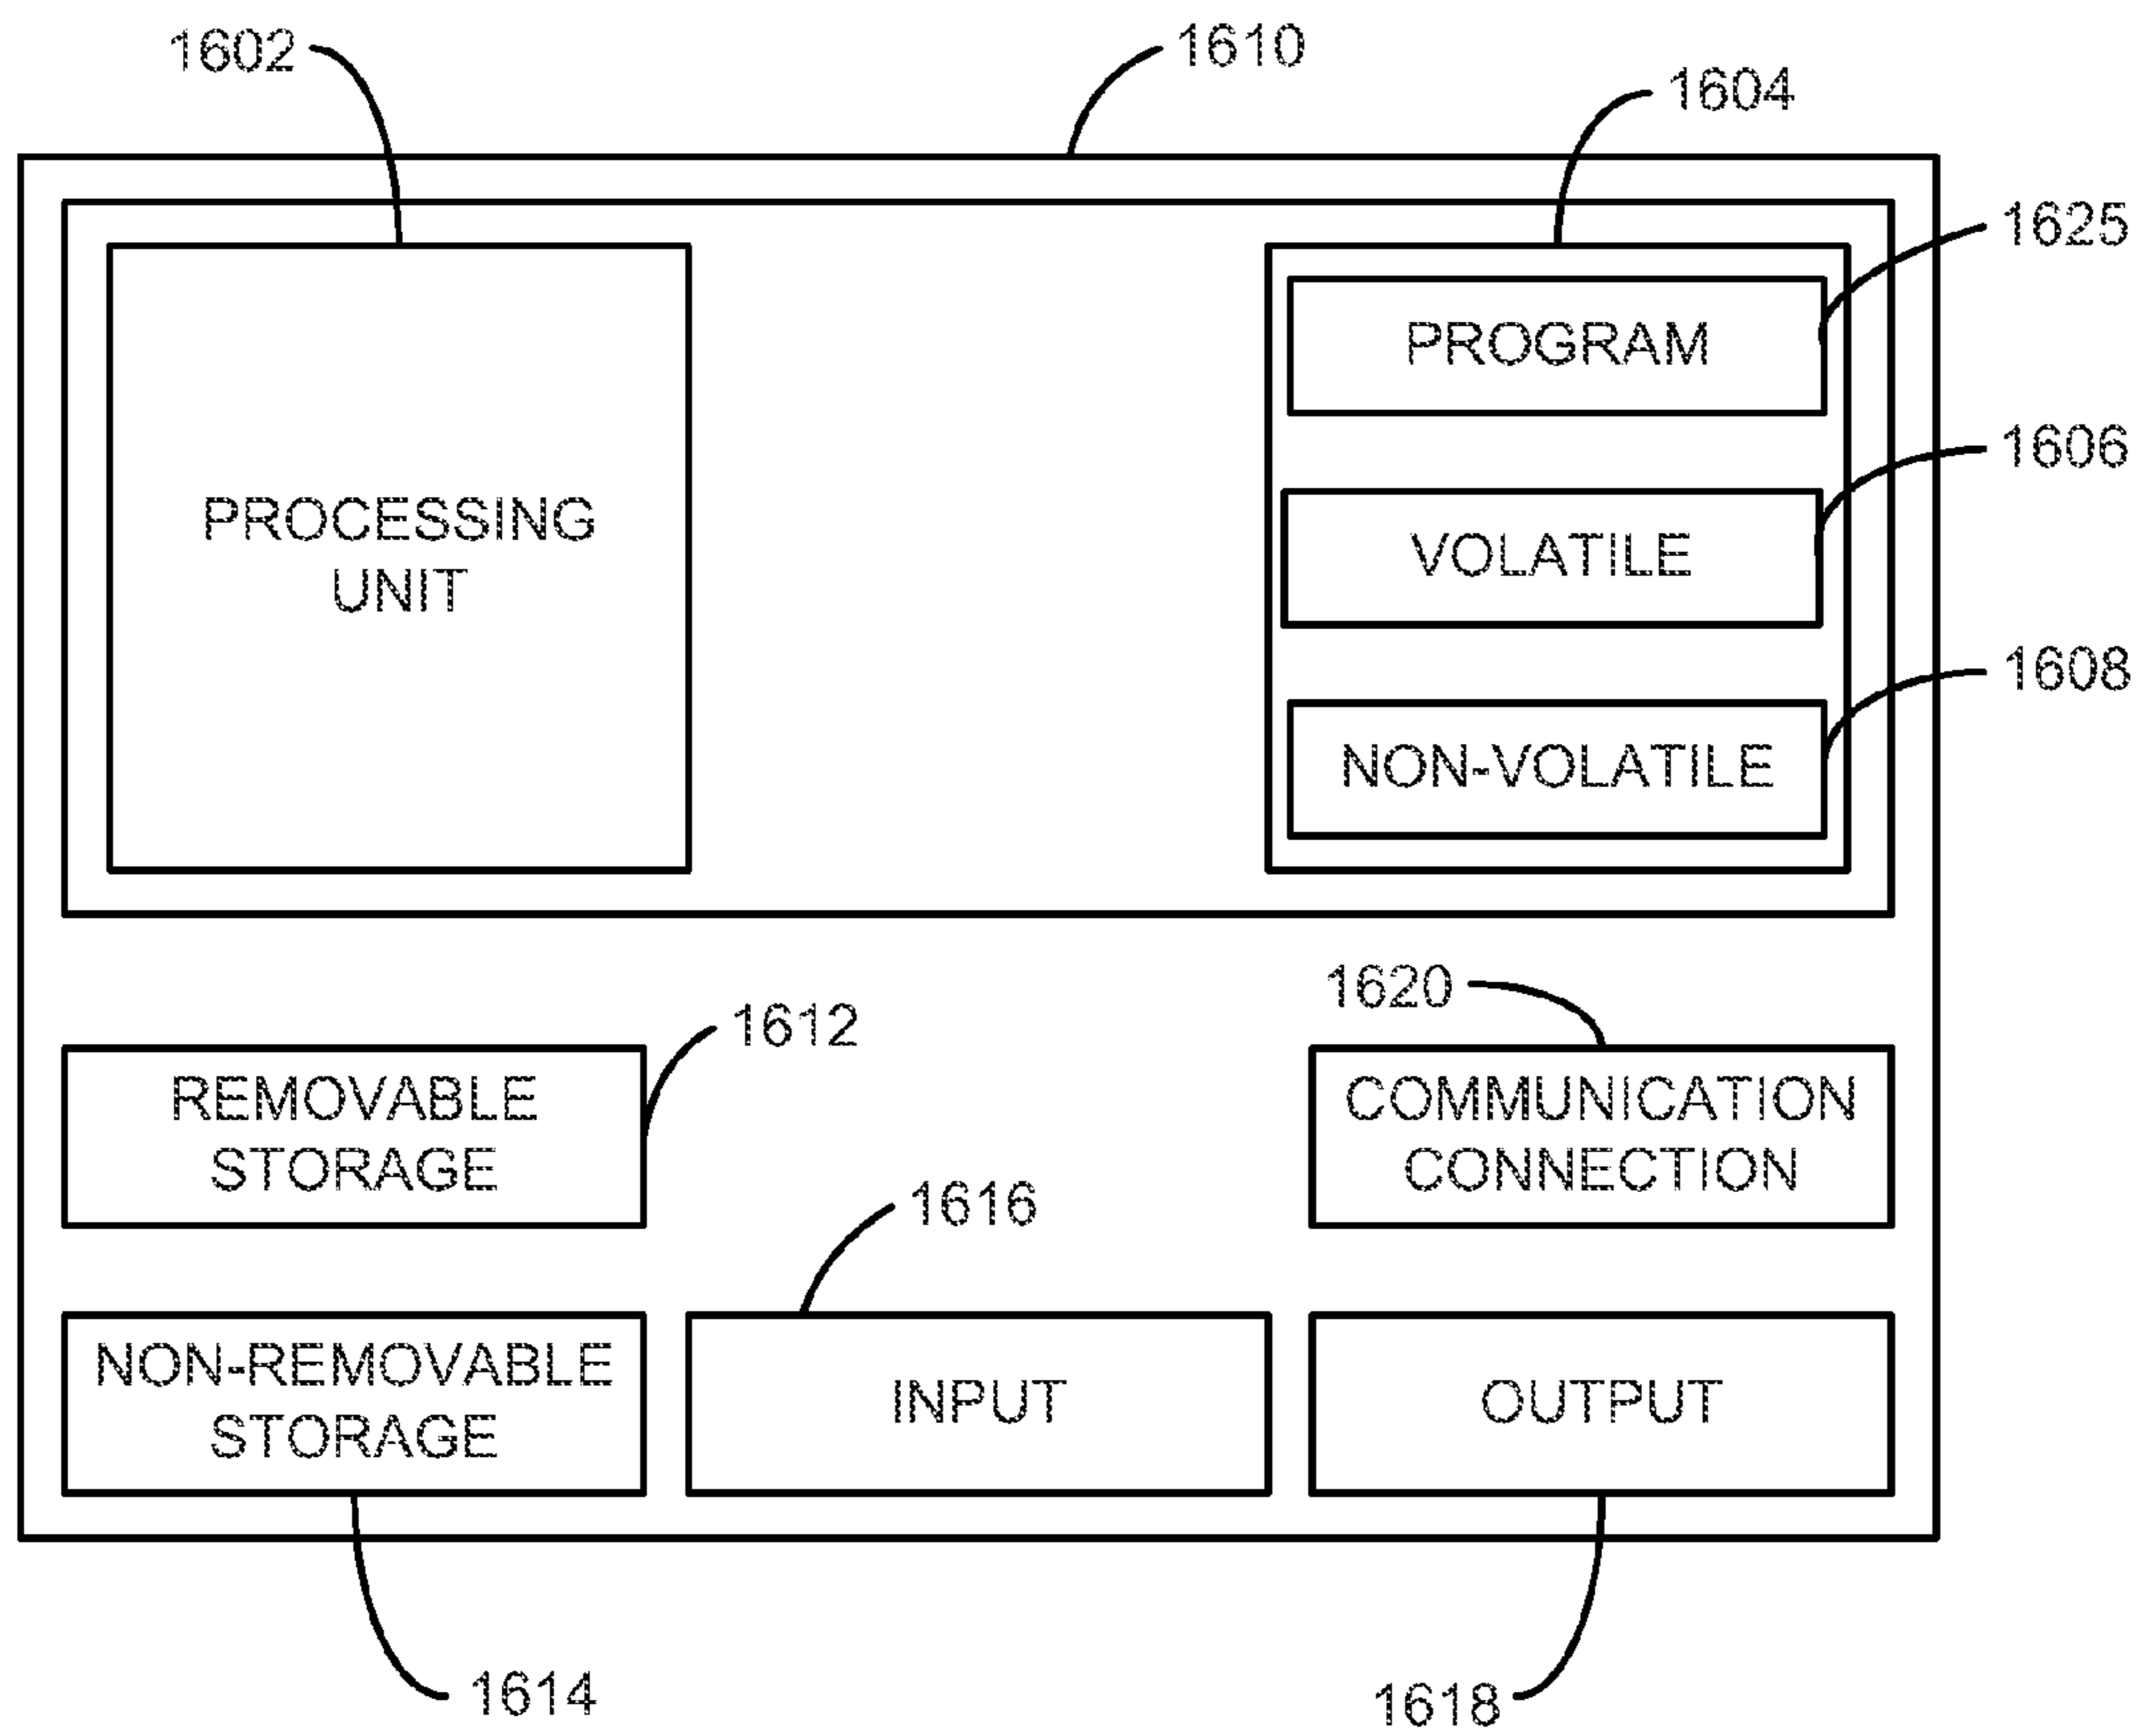 1602
1610
1604
1625
PROGRAM
1606
PROCESSING
UNIT
VOLATILE
1608
NON-VOLATILE
1620
1612
REMOVABLE
STORAGE
COMMUNICATION
CONNECTION
1616
NON-REMOVABLE
STORAGE
INPUT
OUTPUT
1614
1618